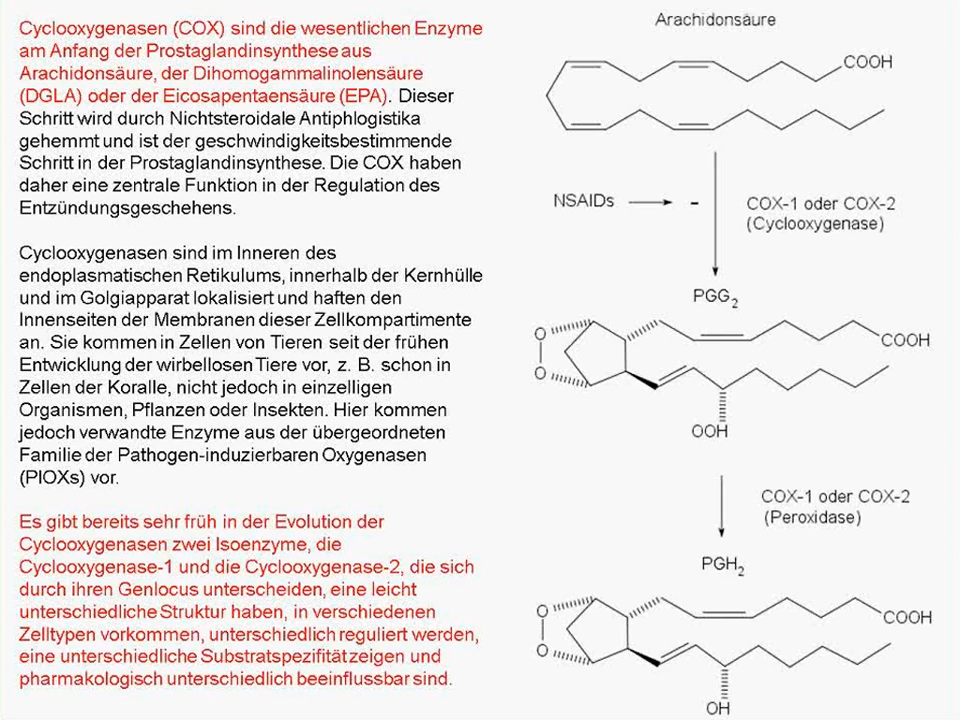 Cyclooxygenasen (COX) sind die wesentlichen Enzyme
am Anfang der Prostaglandinsynthese aus
Arachidonsäure, der Dihomogammalinolensäure
(DGLA) oder der Eicosapentaensäure (EPA). Dieser
Schritt wird durch Nichtsteroidale Antiphlogistika
gehemmt und ist der geschwindigkeitsbestimmende
Schritt in der Prostaglandinsynthese. Die COX haben
daher eine zentrale Funktion in der Regulation des
Entzündungsgeschehens.
Cyclooxygenasen sind im Inneren des
endoplasmatischen Retikulums, innerhalb der Kernhülle
und im Golgiapparat lokalisiert und haften den
Innenseiten der Membranen dieser Zellkompartimente
an. Sie kommen in Zellen von Tieren seit der frühen
Entwicklung der wirbellosen Tiere vor, z. B. schon in
Zellen der Koralle, nicht jedoch in einzelligen
Organismen, Pflanzen oder Insekten. Hier kommen
jedoch verwandte Enzyme aus der übergeordneten
Familie der Pathogen-induzierbaren Oxygenasen
(PIOXs) vor.
Es gibt bereits sehr früh in der Evolution der
Cyclooxygenasen zwei Isoenzyme, die
Cyclooxygenase-1 und die Cyclooxygenase-2, die sich
durch ihren Genlocus unterscheiden, eine leicht
unterschiedliche Struktur haben, in verschiedenen
Zelltypen vorkommen, unterschiedlich reguliert werden,
eine unterschiedliche Substratspezifität zeigen und
pharmakologisch unterschiedlich beeinflussbar sind.
Arachidonsäure
COOH
NSAIDs - COX-1 oder COX-2
(Cyclooxygenase)
PGG2
O
COOH
O
OOH
COX-1 oder COX-2
(Peroxidase)
PGH2
O
COOH
O
OH